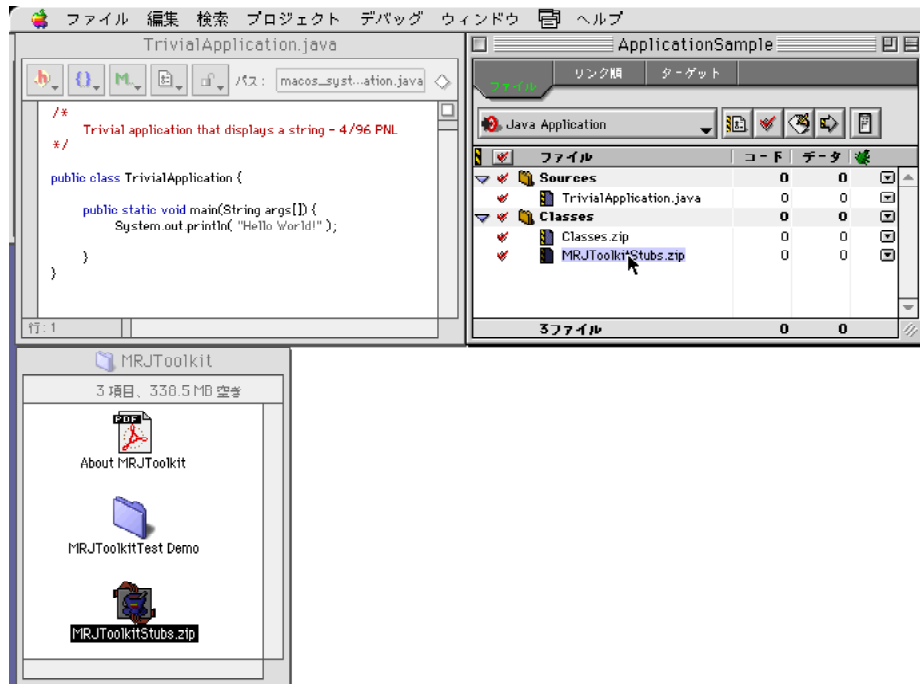 ファイル 編集 検索 プロジェクト デバッグ ウィンドウ ヘルプ
TrivialApplication.java
パス: macos_syst...ation.java
/*
Trivial application that displays a string - 4/96 PNL
*/
public class TrivialApplication {
public static void main(String args[]) {
System.out.println( "Hello World!" );
}
}
行: 1
ApplicationSample
ファイル リンク順 ターゲット
Java Application
ファイル コード データ
Sources 0 0
TrivialApplication.java 0 0
Classes 0 0
Classes.zip 0 0
MRJToolkitStubs.zip 0 0
3ファイル 0 0
MRJToolkit
3 項目、338.5 MB 空き
PDF
About MRJToolkit
MRJToolkitTest Demo
MRJToolkitStubs.zip